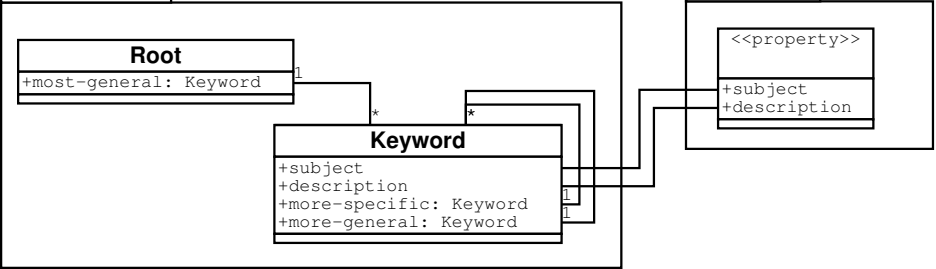 Root
+most-general: Keyword
1
*
*
Keyword
+subject
+description
+more-specific: Keyword
+more-general: Keyword
1
1
<<property>>
+subject
+description